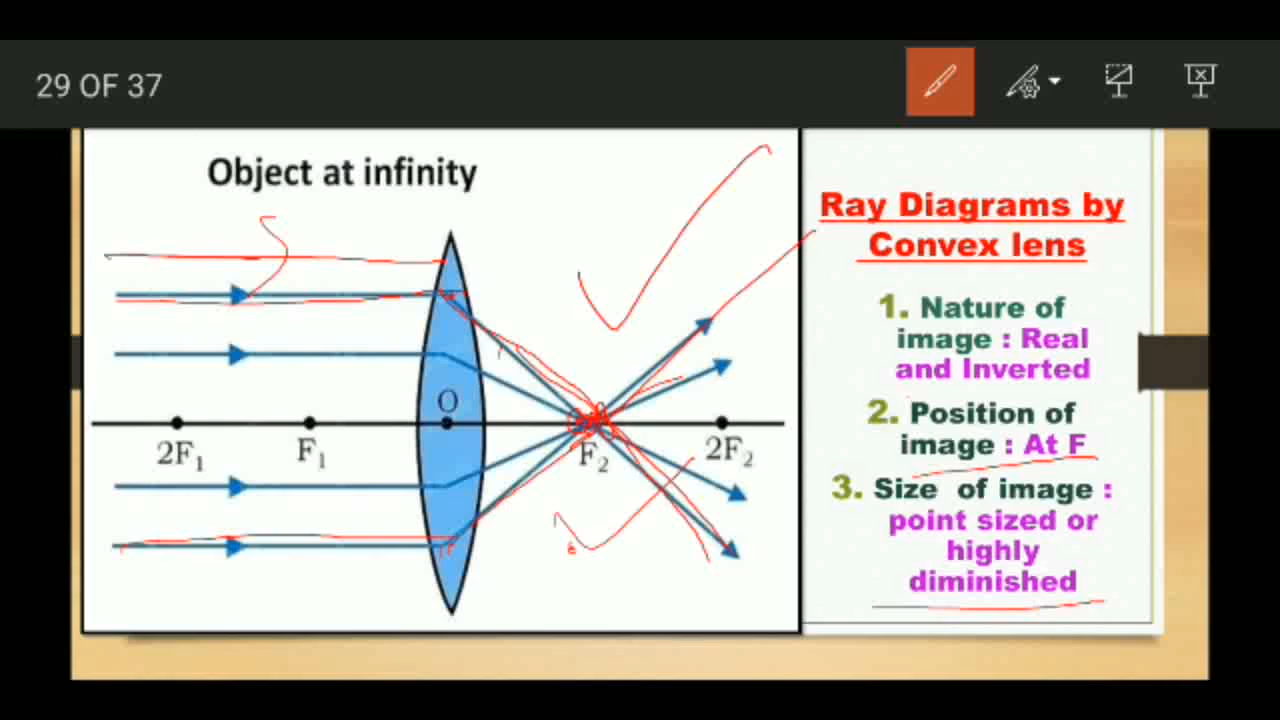 29 OF 37
Object at infinity
O
2F₁
F₁
F₂
2F₂
Ray Diagrams by
Convex lens
1. Nature of
image : Real
and Inverted
2. Position of
image : At F
3. Size of image :
point sized or
highly
diminished